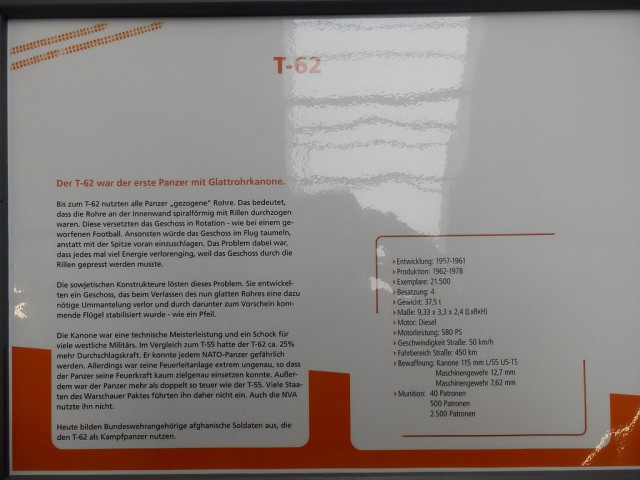 T-62
Der T-62 war der erste Panzer mit Glattrohrkanone.
Bis zum T-62 nutzten alle Panzer „gezogene" Rohre. Das bedeutet,
dass die Rohre an der Innenwand spiralförmig mit Rillen durchzogen
waren. Diese versetzten das Geschoss in Rotation - wie bei einem ge-
worfenen Football. Ansonsten würde das Geschoss im Flug taumeln,
anstatt mit der Spitze voran einzuschlagen. Das Problem dabei war,
dass jedes mal viel Energie verlorenging, weil das Geschoss durch die
Rillen gepresst werden musste.
Die sowjetischen Konstrukteure lösten dieses Problem. Sie entwickel-
ten ein Geschoss, das beim Verlassen des nun glatten Rohres eine dazu
nötige Ummantelung verlor und durch darunter zum Vorschein kom-
mende Flügel stabilisiert wurde - wie ein Pfeil.
Die Kanone war eine technische Meisterleistung und ein Schock für
viele westliche Militärs. Im Vergleich zum T-55 hatte der T-62 ca. 25%
mehr Durchschlagskraft. Er konnte jedem NATO-Panzer gefährlich
werden. Allerdings war seine Feuerleitanlage extrem ungenau, so dass
der Panzer seine Feuerkraft kaum zielgenau einsetzen konnte. Außer-
dem war der Panzer mehr als doppelt so teuer wie der T-55. Viele Staa-
ten des Warschauer Paktes führten ihn daher nicht ein. Auch die NVA
nutzte ihn nicht.
Heute bilden Bundeswehrangehörige afghanische Soldaten aus, die
den T-62 als Kampfpanzer nutzen.
Entwicklung: 1957-1961
Produktion: 1962-1978
Exemplare: 21.500
Besatzung: 4
Gewicht: 37,5 t
Maße: 9,33 x 3,3 x 2,4 (LxBxH)
Motor: Diesel
Motorleistung: 580 PS
Geschwindigkeit Straße: 50 km/h
Fahrbereich Straße: 450 km
Bewaffnung: Kanone 115 mm L/55 US-TS
Maschinengewehr 12,7 mm
Maschinengewehr 7,62 mm
Munition: 40 Patronen
500 Patronen
2.500 Patronen